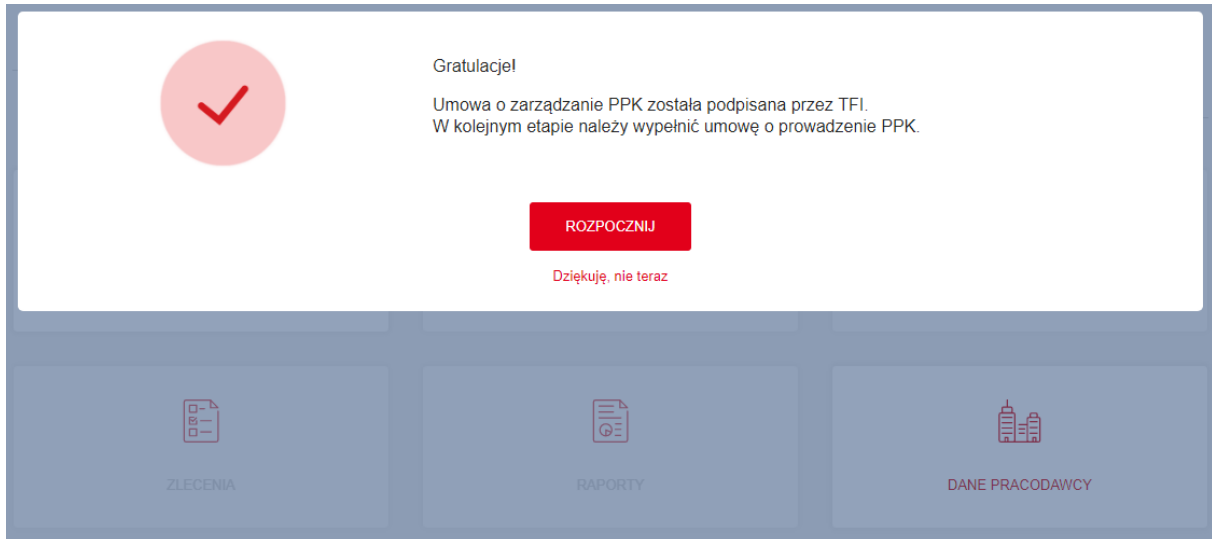 Gratulacje!
Umowa o zarządzanie PPK została podpisana przez TFI.
W kolejnym etapie należy wypełnić umowę o prowadzenie PPK.
ROZPOCZNIJ
Dziękuję, nie teraz
ZLECENIA
RAPORTY
DANE PRACODAWCY